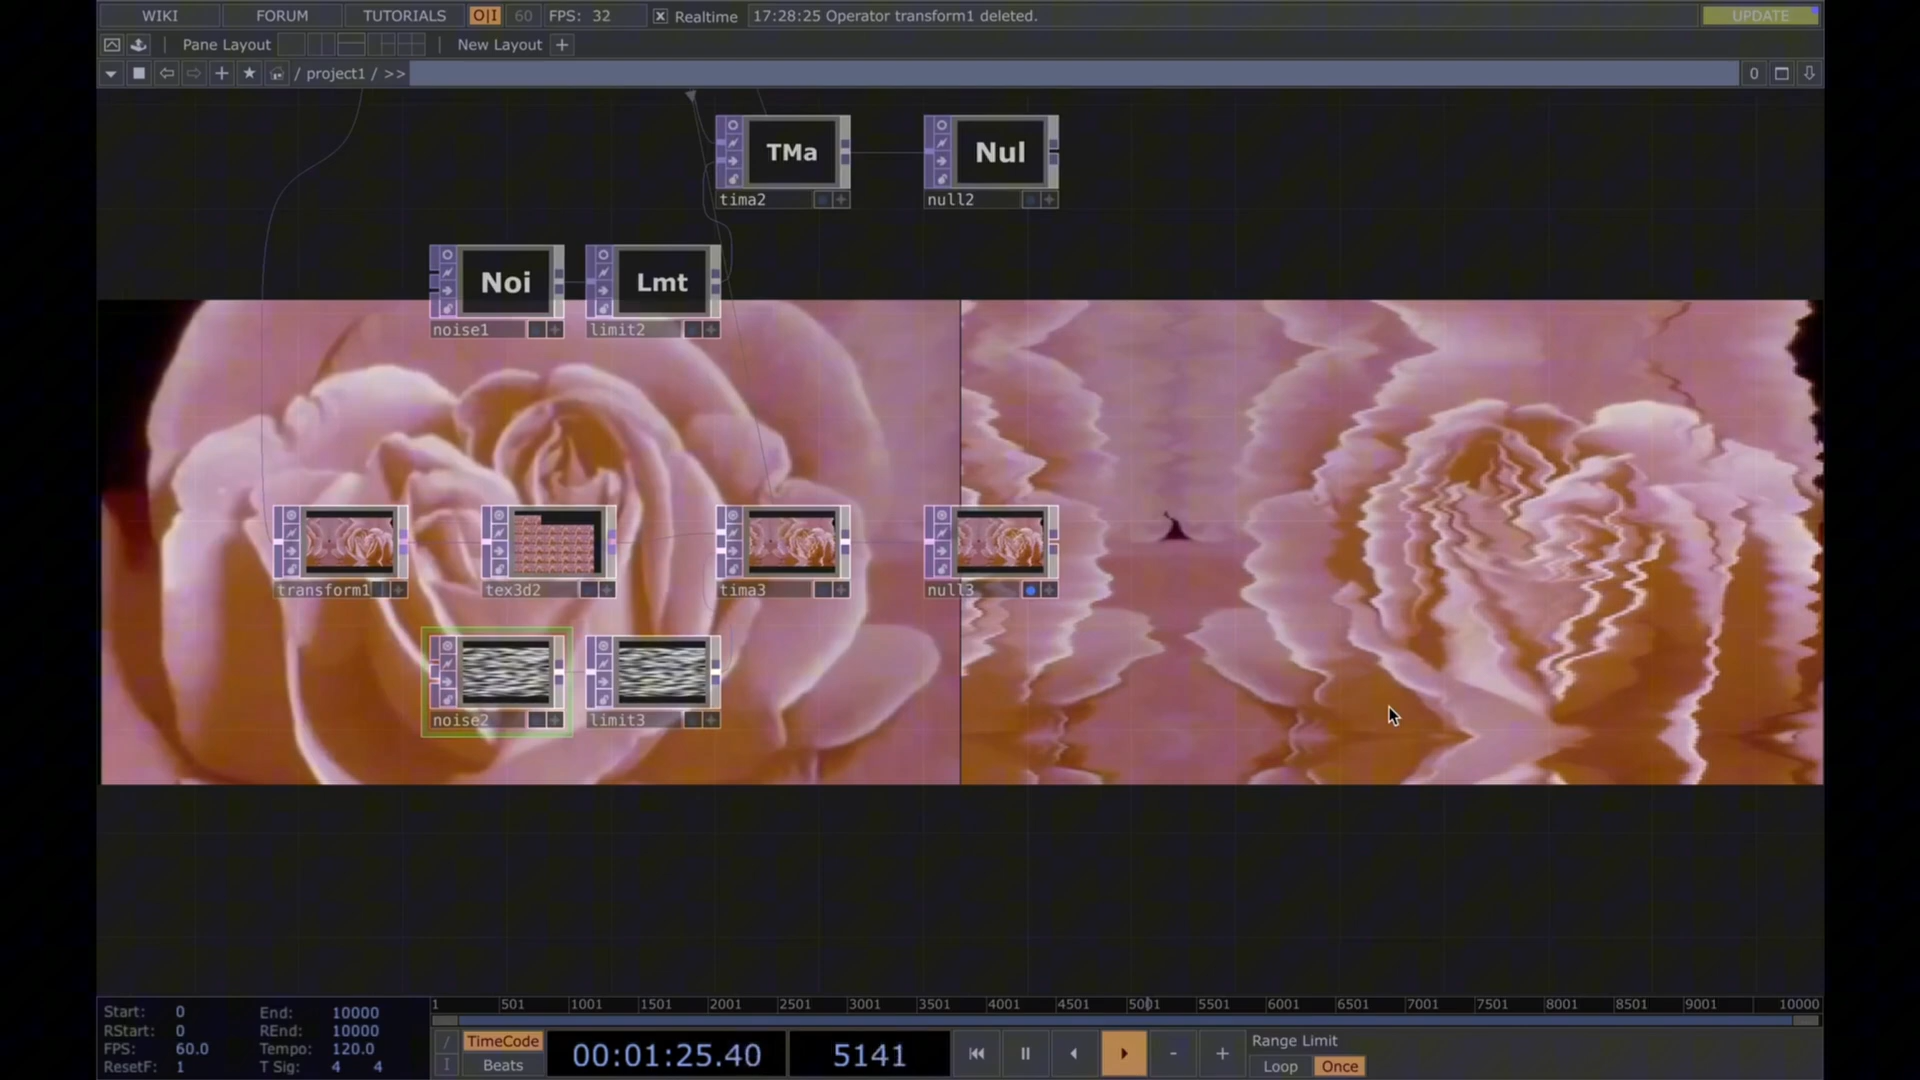 WIKI FORUM TUTORIALS O|I 60 FPS: 32 Realtime 17:28:25 Operator transform1 deleted. UPDATE
Pane Layout New Layout +
/ project1 / >> 0
TMa Nul
tima2 null2
Noi Lmt
noise1 limit2
transform1 tex3d2 tima3 null3
noise2 limit3
1 501 1001 1501 2001 2501 3001 3501 4001 4501 5001 5501 6001 6501 7001 7501 8001 8501 9001 10000
Start: 0 End: 10000
RStart: 0 REnd: 10000
FPS: 60.0 Tempo: 120.0
ResetF: 1 T Sig: 4 4
TimeCode
Beats
00:01:25.40 5141
- +
Range Limit
Loop Once